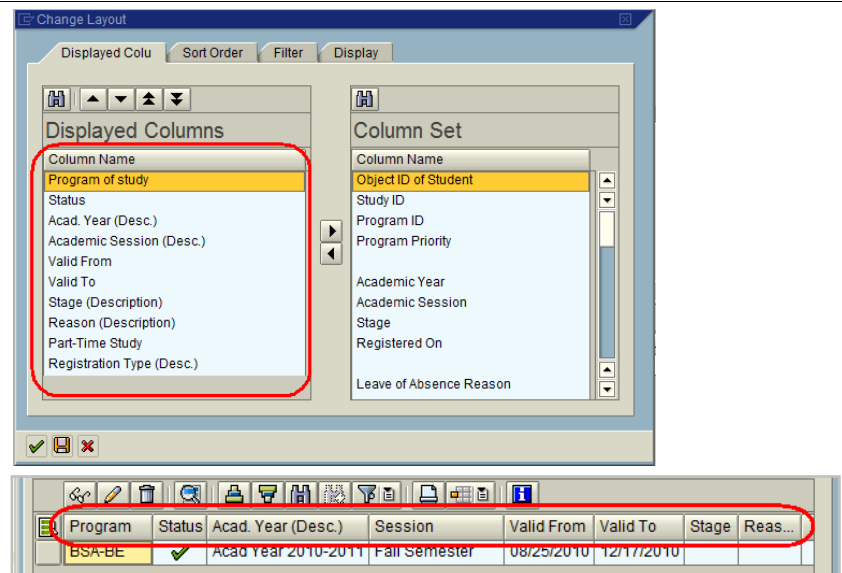 Change Layout
Displayed Colu Sort Order Filter Display
Displayed Columns
Column Name
Program of study
Status
Acad. Year (Desc.)
Academic Session (Desc.)
Valid From
Valid To
Stage (Description)
Reason (Description)
Part-Time Study
Registration Type (Desc.)
Column Set
Column Name
Object ID of Student
Study ID
Program ID
Program Priority
Academic Year
Academic Session
Stage
Registered On
Leave of Absence Reason
Program Status Acad. Year (Desc.) Session Valid From Valid To Stage Reas...
BSA-BE Acad Year 2010-2011 Fall Semester 08/25/2010 12/17/2010